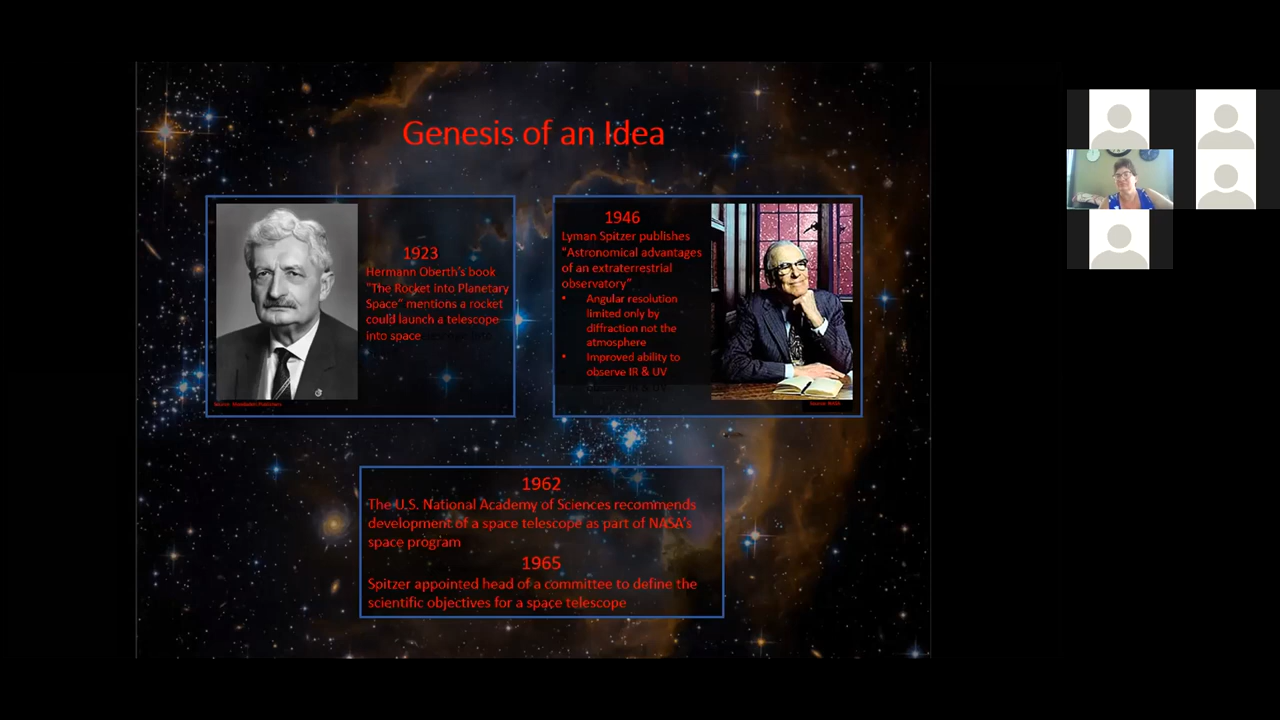 Genesis of an Idea
1923
Hermann Oberth's book
"The Rocket into Planetary
Space" mentions a rocket
could launch a telescope
into space
1946
Lyman Spitzer publishes
"Astronomical advantages
of an extraterrestrial
observatory"
• Angular resolution
limited only by
diffraction not the
atmosphere
• Improved ability to
observe IR & UV
Source: NASA
1962
The U.S. National Academy of Sciences recommends
development of a space telescope as part of NASA's
space program
1965
Spitzer appointed head of a committee to define the
scientific objectives for a space telescope